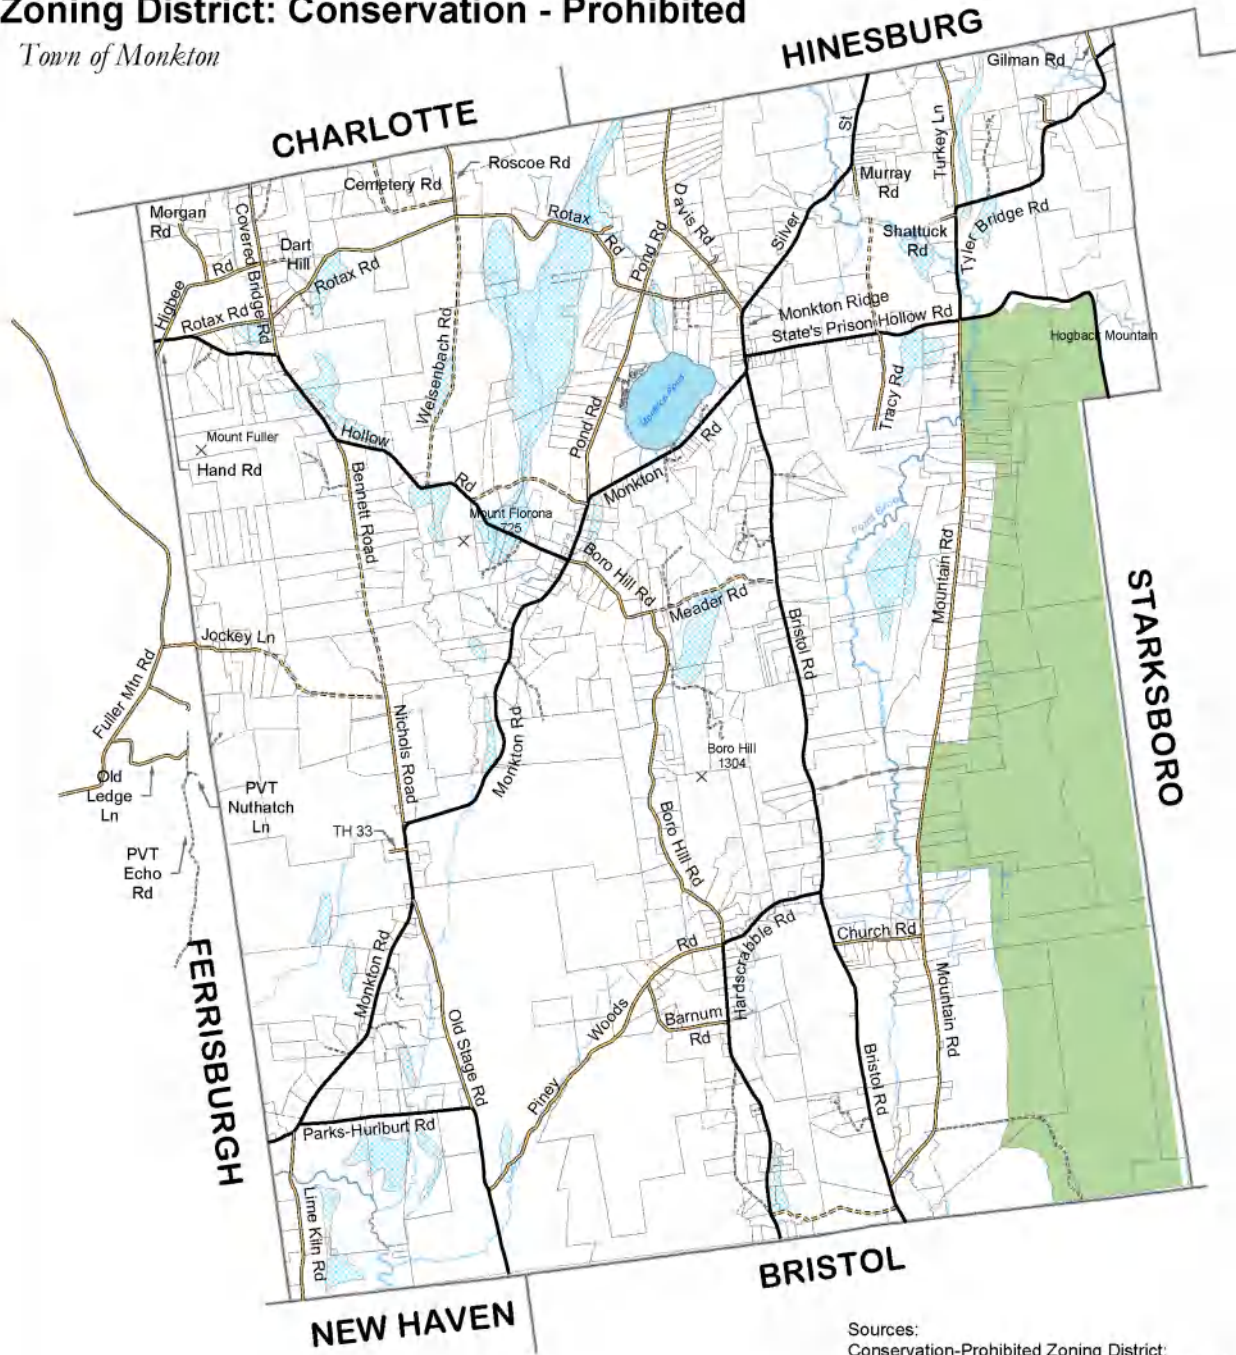 Zoning District: Conservation - Prohibited
Town of Monkton
HINESBURG
Gilman Rd
CHARLOTTE
Roscoe Rd
Cemetery Rd
St
Turkey Ln
Murray
Rd
Morgan
Rd
Covered Bridge Rd
Dart
Hill
Rotax
Rd
Davis Rd
Pond Rd
Silver
Shattuck
Rd
Tyler Bridge Rd
Higbee
Rd
Rotax Rd
Rotax Rd
Weisenbach Rd
Monkton Ridge
State's Prison Hollow Rd
Hogback Mountain
Tracy Rd
Pond Rd
Mount Fuller
Hand Rd
Hollow
Rd
Monkton
Rd
Bennett Road
Mount Florona
725
Pond Brook
Boro Hill Rd
Meader Rd
Mountain Rd
Bristol Rd
STARKSBORO
Jockey Ln
Fuller Mtn Rd
Nichols Road
Monkton Rd
Boro Hill
1304
Old
Ledge
Ln
PVT
Nuthatch
Ln
TH 33
PVT
Echo
Rd
Boro Hill Rd
Hardscrabble Rd
Church Rd
FERRISBURGH
Monkton Rd
Rd
Woods
Piney
Barnum
Rd
Mountain Rd
Old Stage Rd
Bristol Rd
Parks-Hurlburt Rd
Lime Kiln Rd
BRISTOL
NEW HAVEN
Sources:
Conservation-Prohibited Zoning District: